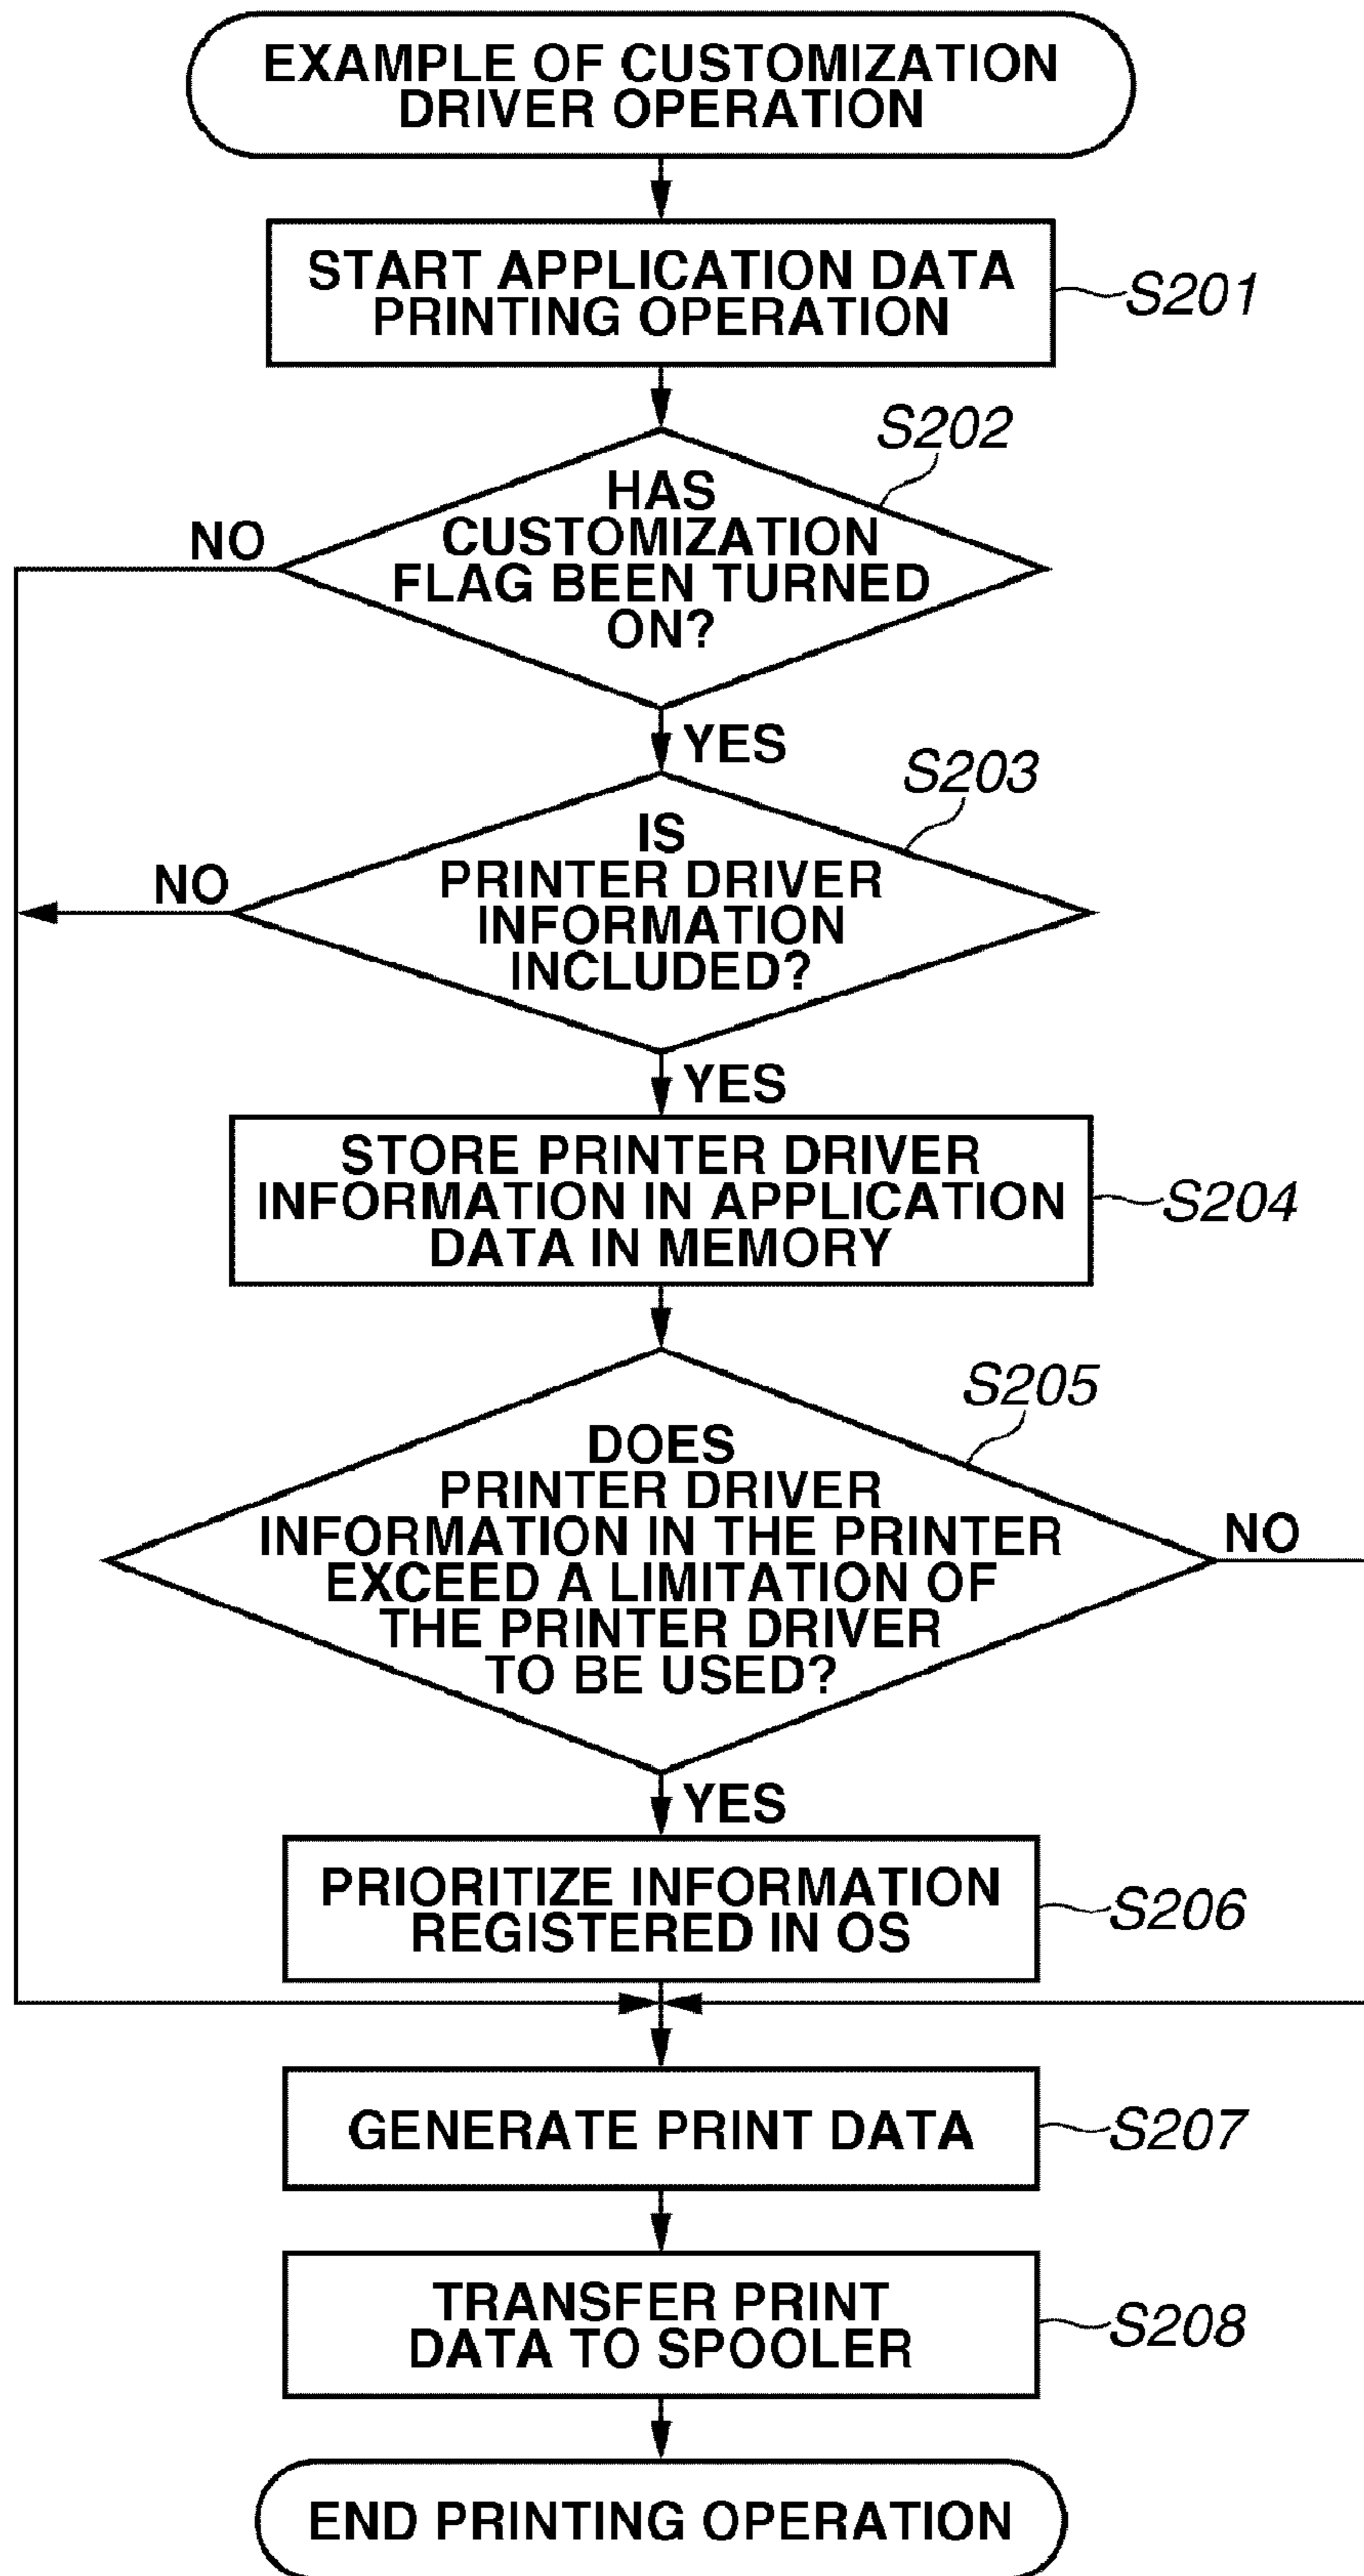 EXAMPLE OF CUSTOMIZATION
DRIVER OPERATION
START APPLICATION DATA
PRINTING OPERATION
S201
S202
HAS
CUSTOMIZATION
FLAG BEEN TURNED
ON?
NO
YES
S203
IS
PRINTER DRIVER
INFORMATION
INCLUDED?
NO
YES
STORE PRINTER DRIVER
INFORMATION IN APPLICATION
DATA IN MEMORY
S204
S205
DOES
PRINTER DRIVER
INFORMATION IN THE PRINTER
EXCEED A LIMITATION OF
THE PRINTER DRIVER
TO BE USED?
NO
YES
PRIORITIZE INFORMATION
REGISTERED IN OS
S206
GENERATE PRINT DATA
S207
TRANSFER PRINT
DATA TO SPOOLER
S208
END PRINTING OPERATION